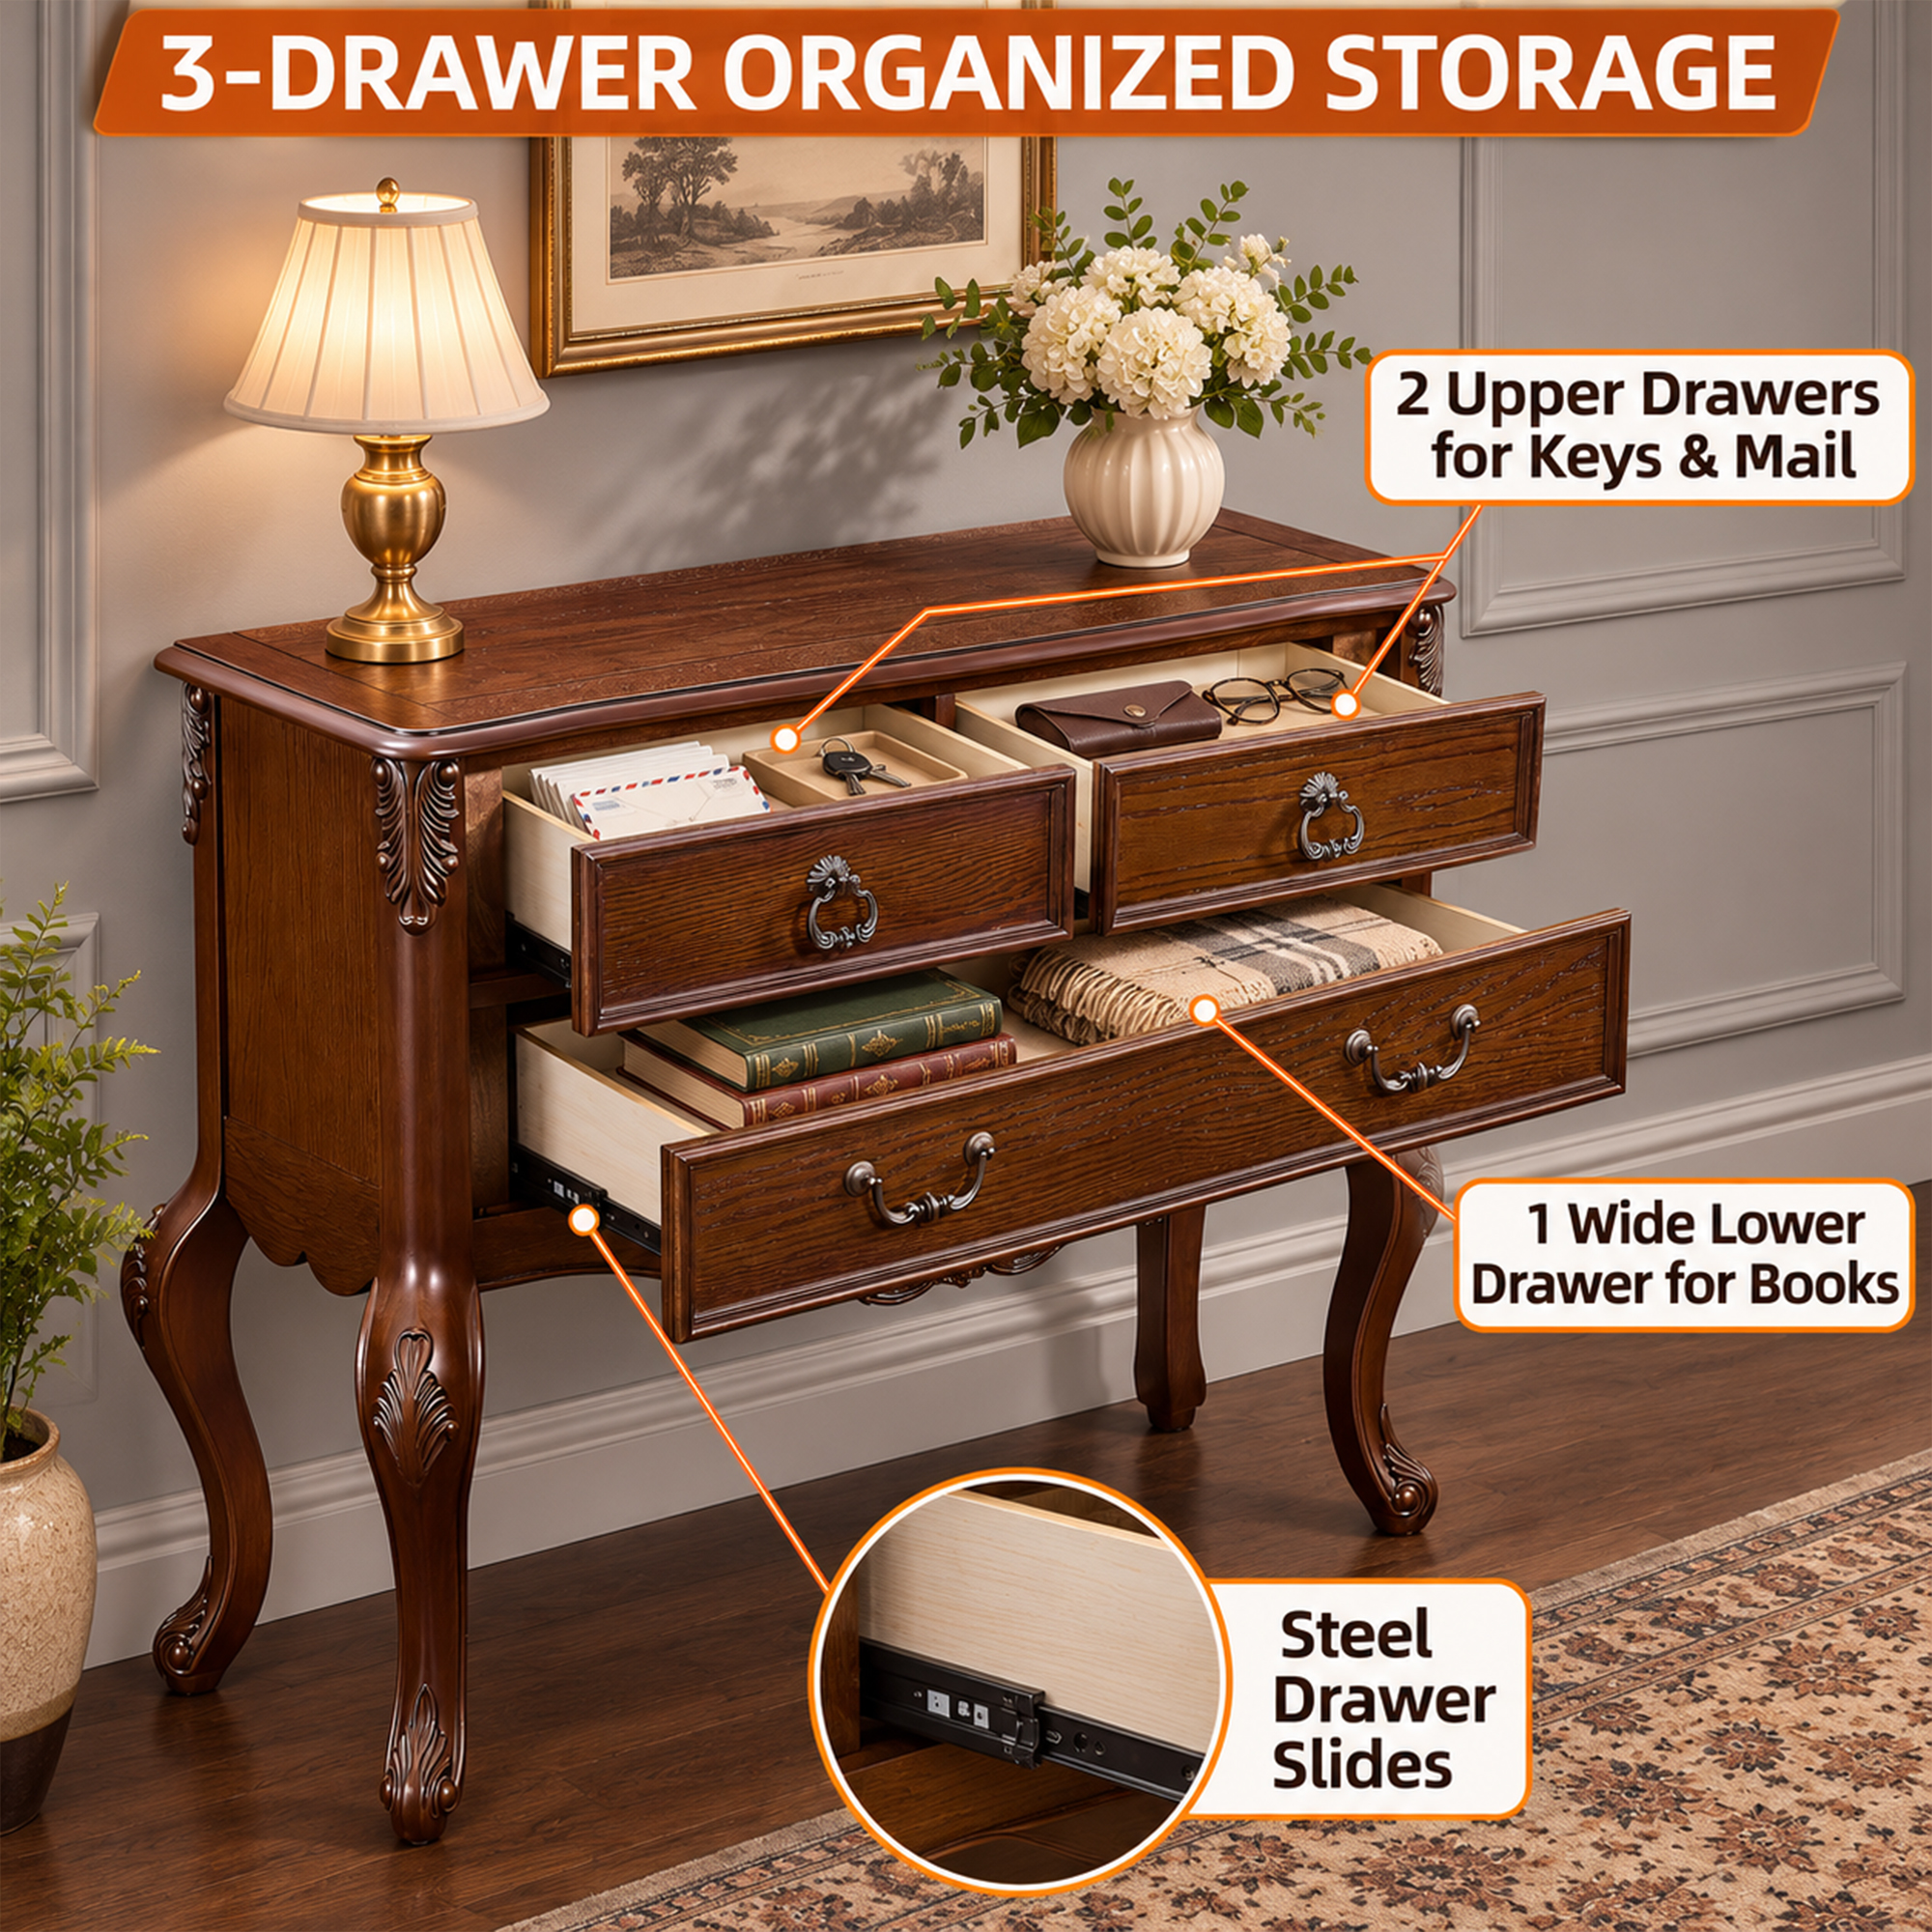 3-DRAWER ORGANIZED STORAGE
2 Upper Drawers
for Keys & Mail
1 Wide Lower
Drawer for Books
Steel
Drawer
Slides